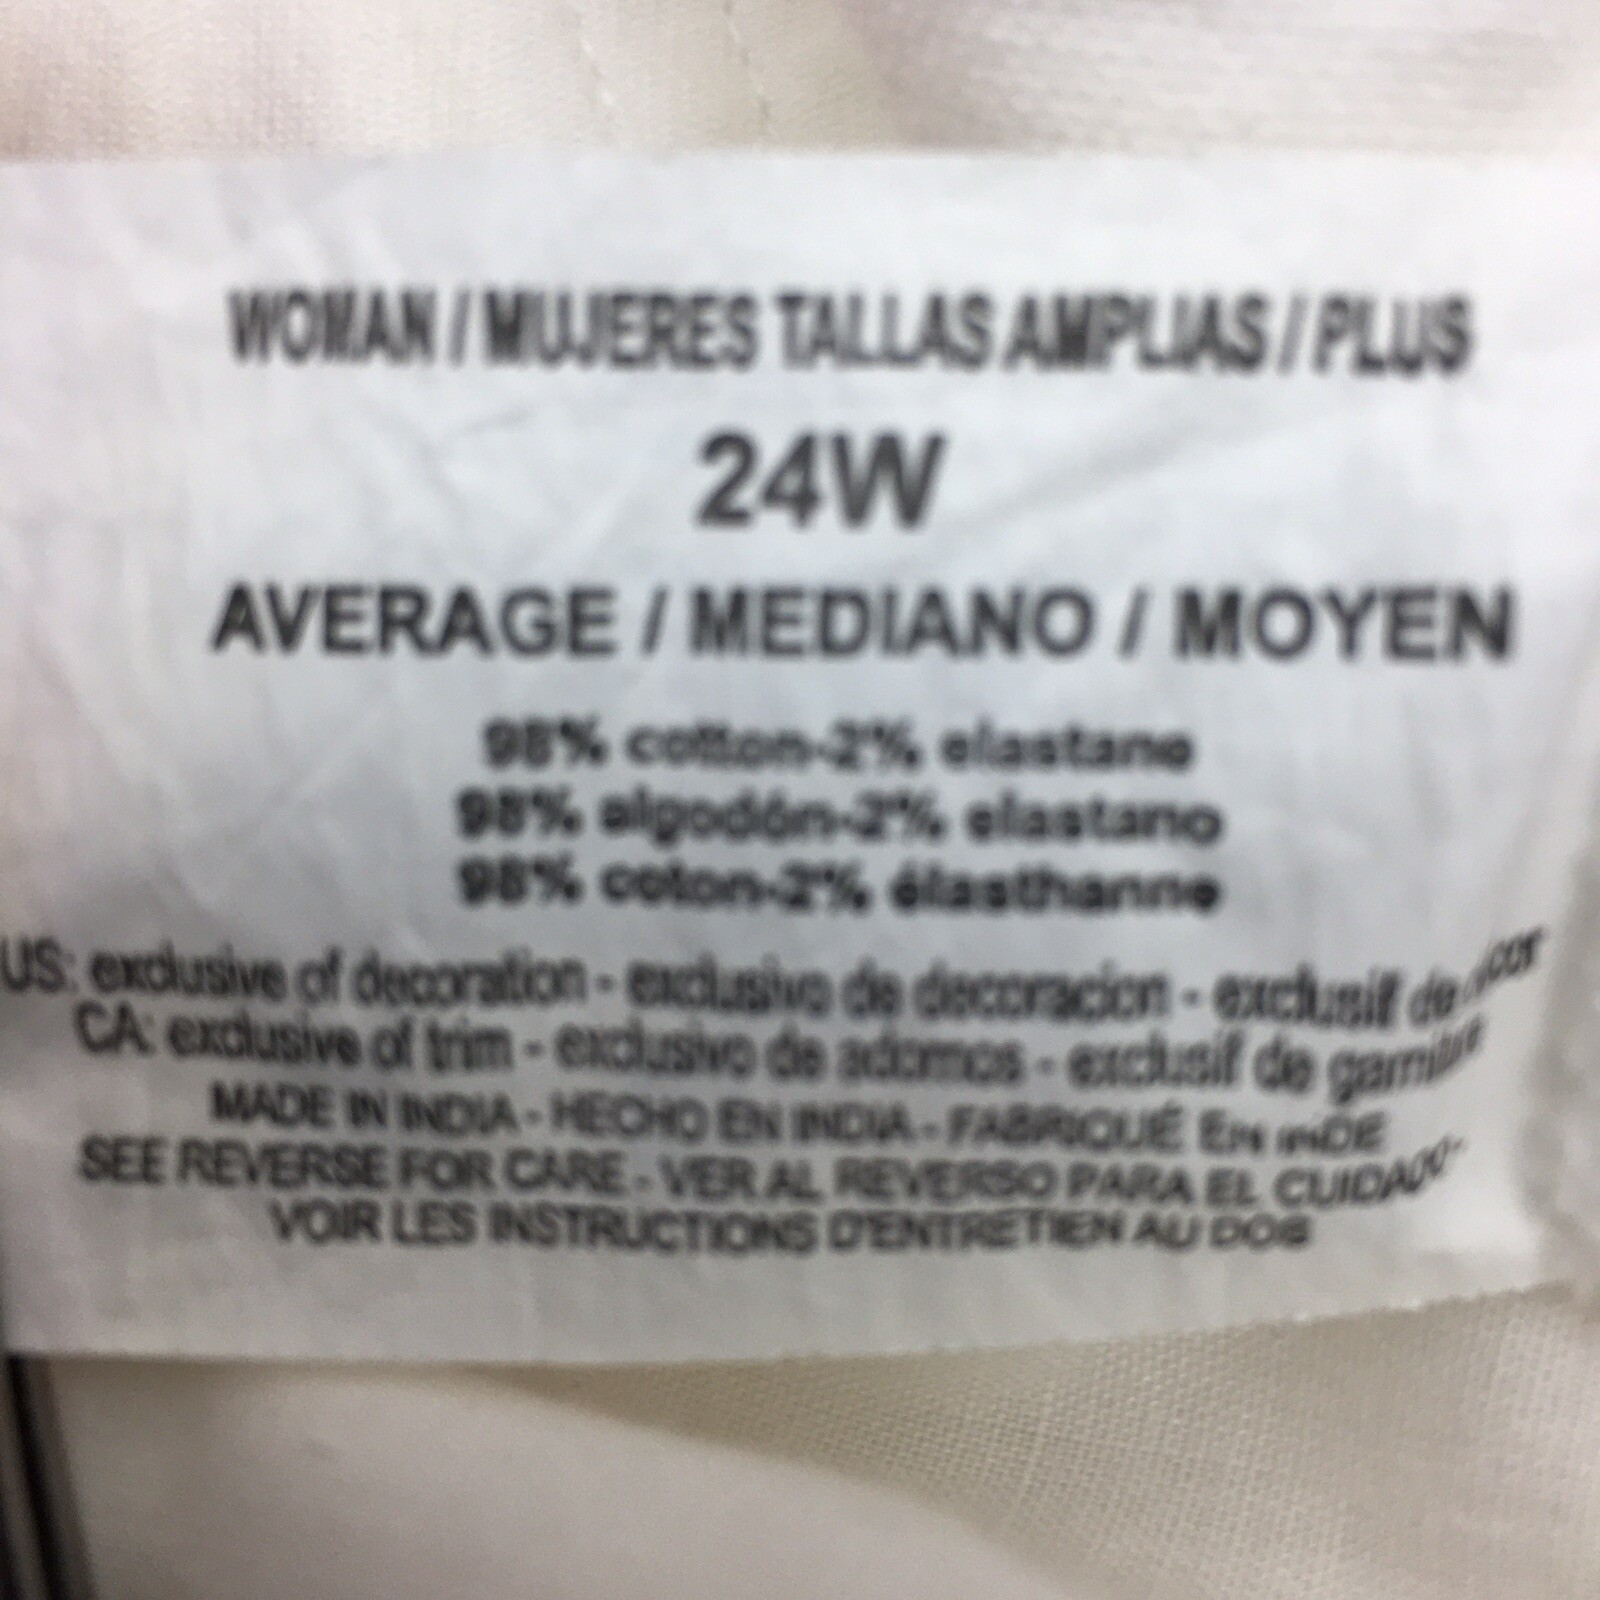 WOMAN / MUJERES TALLAS AMPLIAS / PLUS
24W
AVERAGE / MEDIANO / MOYEN
98% cotton-2% elastane
98% algodón-2% elastano
98% coton-2% élasthanne
US: exclusive of decoration - exclusivo de decoracion - exclusif de décor
CA: exclusive of trim - exclusivo de adornos - exclusif de garniture
MADE IN INDIA - HECHO EN INDIA - FABRIQUÉ EN INDE
SEE REVERSE FOR CARE - VER AL REVERSO PARA EL CUIDADO -
VOIR LES INSTRUCTIONS D'ENTRETIEN AU DOS